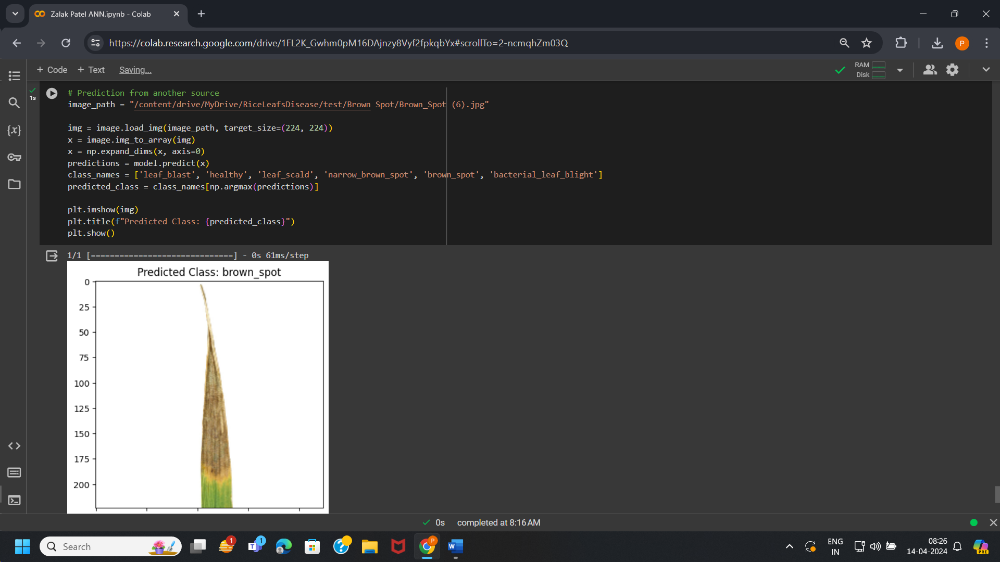 Zalak Patel ANN.ipynb - Colab
https://colab.research.google.com/drive/1FL2K_Gwhm0pM16DAjnzy8Vyf2fpkqbYx#scrollTo=2-ncmqhZm03Q
P
+ Code + Text Saving...
RAM
Disk
1s
{x}
# Prediction from another source
image_path = "/content/drive/MyDrive/RiceLeafsDisease/test/Brown Spot/Brown_Spot (6).jpg"
img = image.load_img(image_path, target_size=(224, 224))
x = image.img_to_array(img)
x = np.expand_dims(x, axis=0)
predictions = model.predict(x)
class_names = ['leaf_blast', 'healthy', 'leaf_scald', 'narrow_brown_spot', 'brown_spot', 'bacterial_leaf_blight']
predicted_class = class_names[np.argmax(predictions)]
plt.imshow(img)
plt.title(f"Predicted Class: {predicted_class}")
plt.show()
1/1 [==============================] - 0s 61ms/step
Predicted Class: brown_spot
0
25
50
75
100
125
150
175
200
0s completed at 8:16 AM
Search
1
1
P
ENG
IN
08:26
14-04-2024
PRE